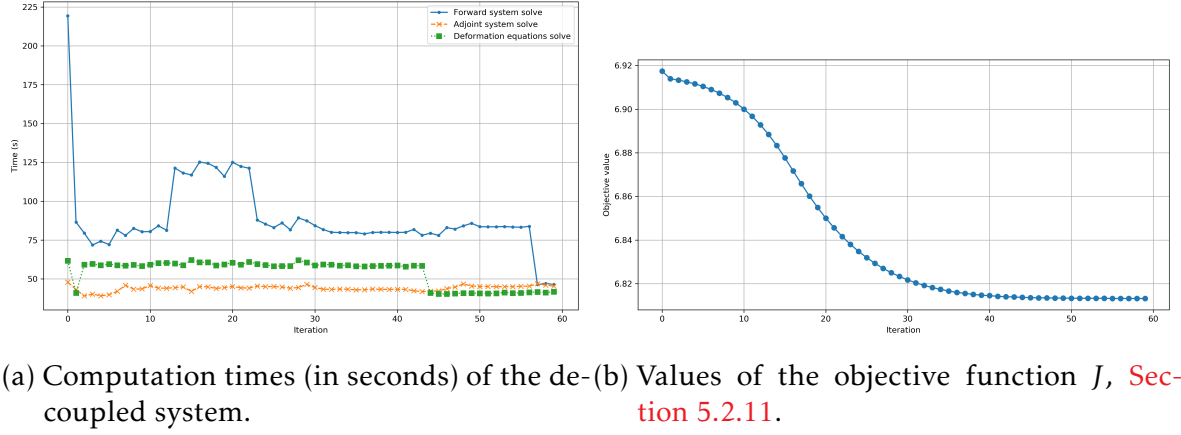 225
200
175
150
125
100
75
50
Time (s)
0
10
20
30
40
50
60
Iteration
Forward system solve
Adjoint system solve
Deformation equations solve
6.92
6.90
6.88
6.86
6.84
6.82
Objective value
0
10
20
30
40
50
60
Iteration
(a) Computation times (in seconds) of the de-
coupled system.
(b) Values of the objective function J, Sec-
tion 5.2.11.